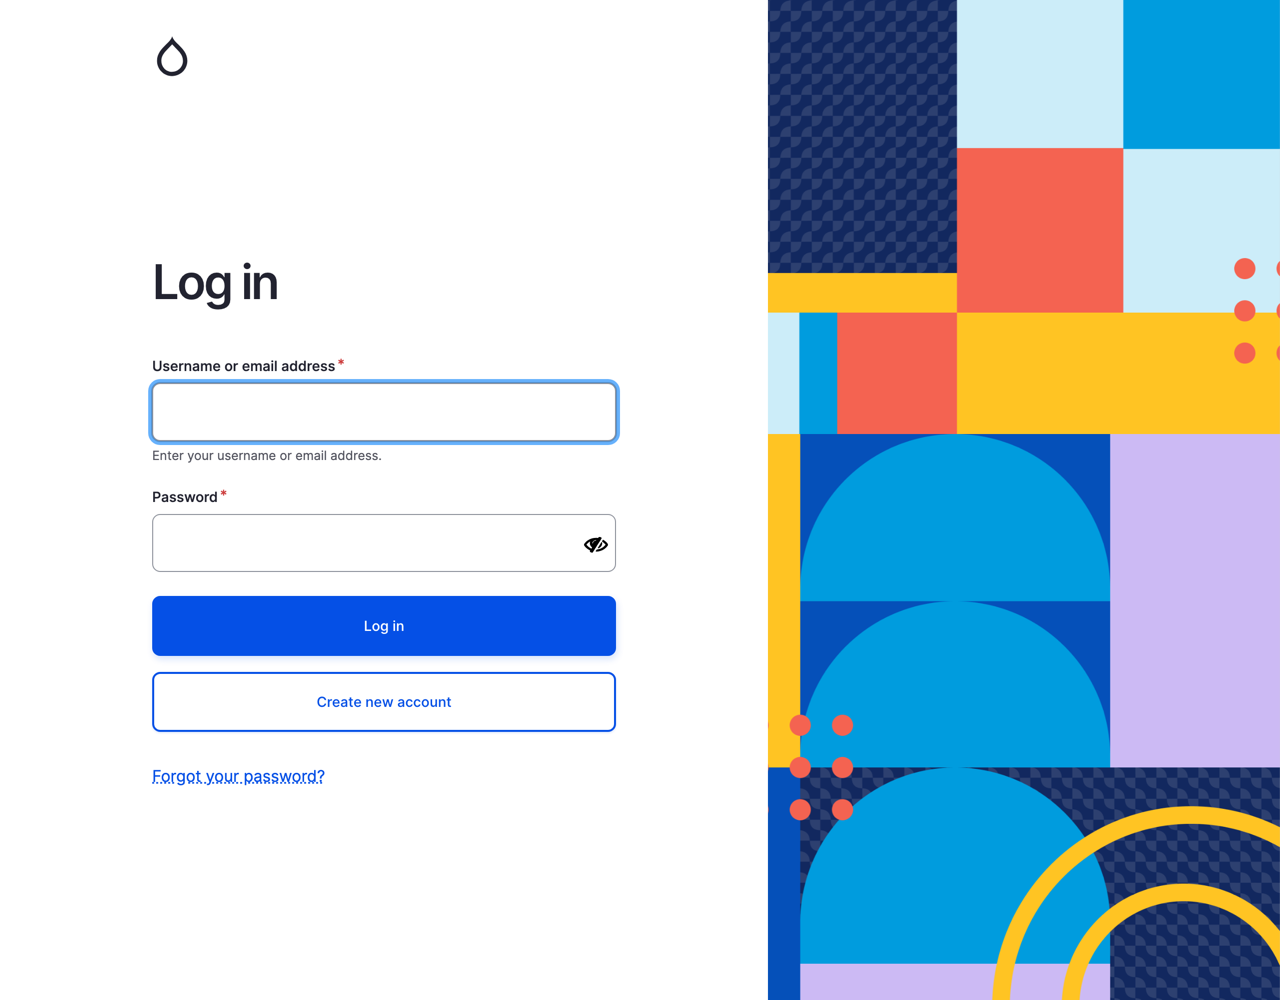 Log in
Username or email address*
Enter your username or email address.
Password*
Log in
Create new account
Forgot your password?